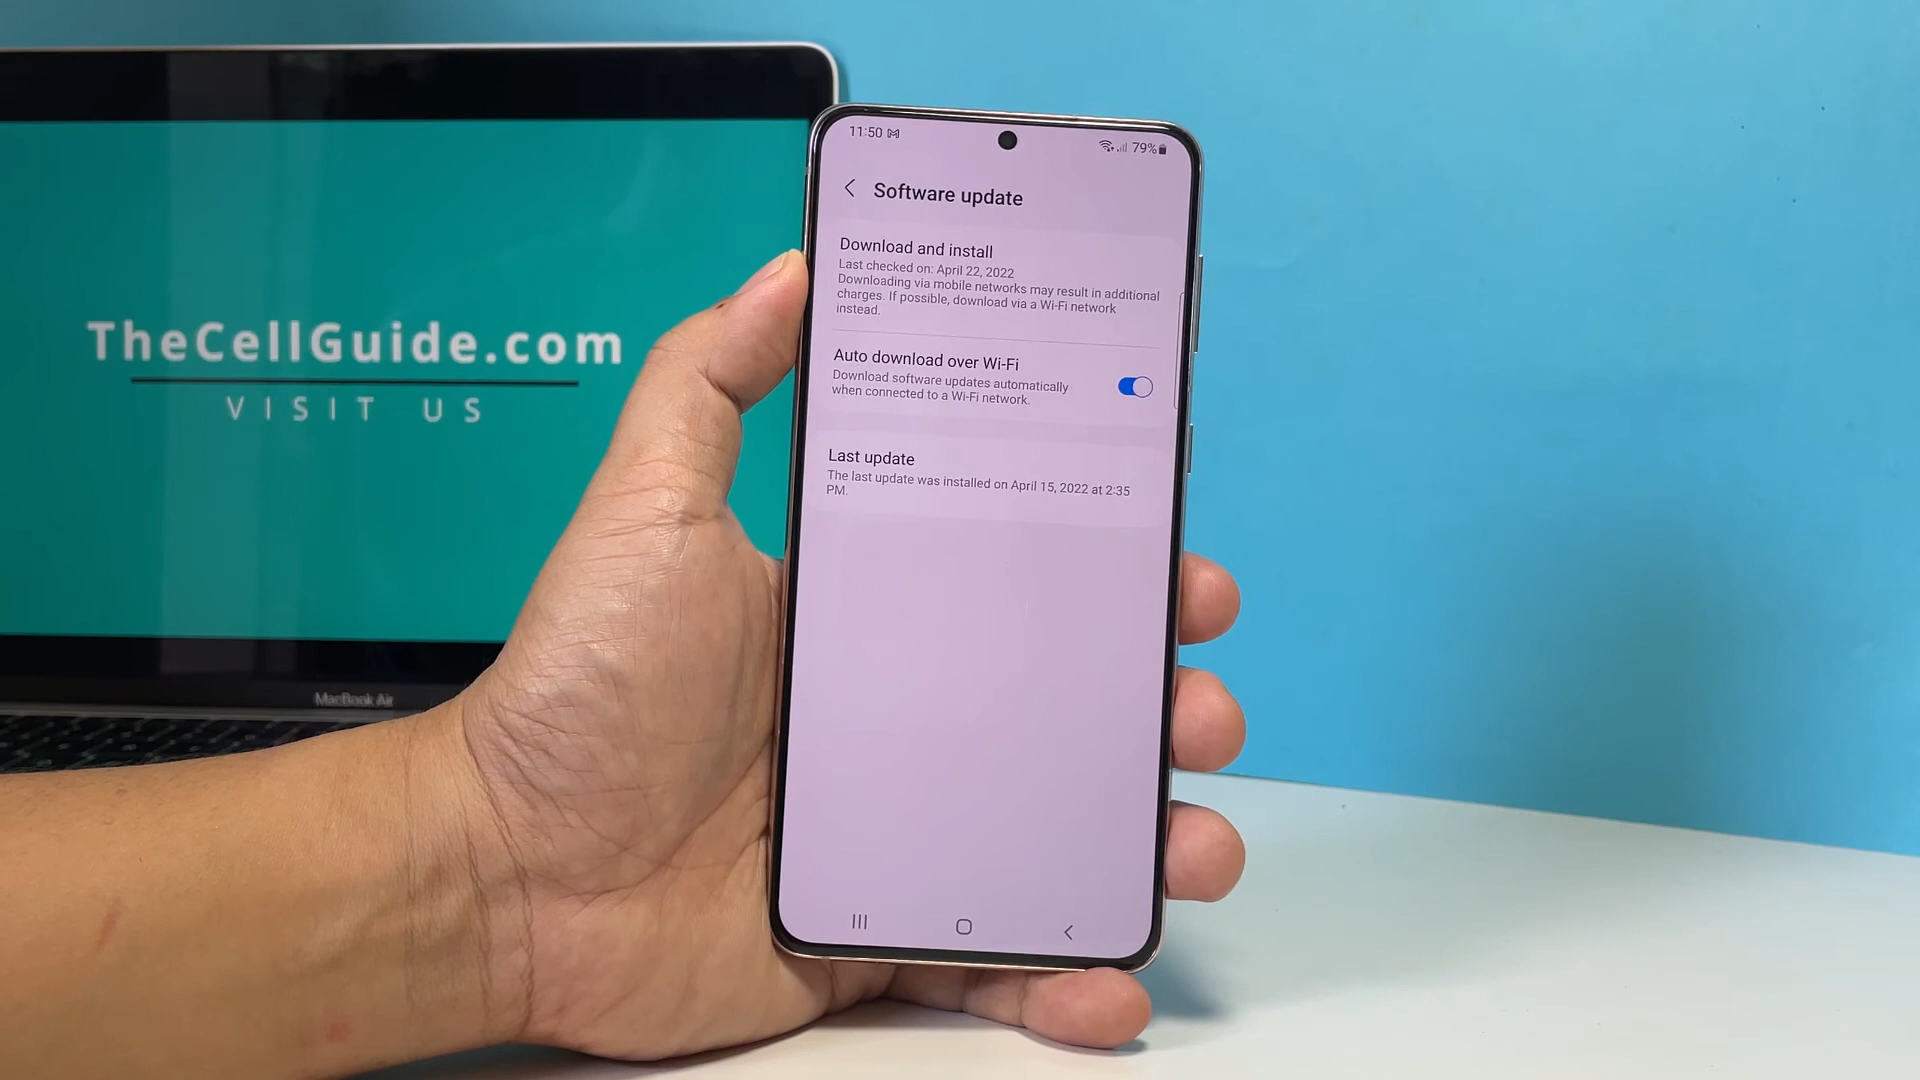 TheCellGuide.com
VISIT US
MacBook Air
11:50
79%
Software update
Download and install
Last checked on: April 22, 2022
Downloading via mobile networks may result in additional
charges. If possible, download via a Wi-Fi network
instead.
Auto download over Wi-Fi
Download software updates automatically
when connected to a Wi-Fi network.
Last update
The last update was installed on April 15, 2022 at 2:35
PM.